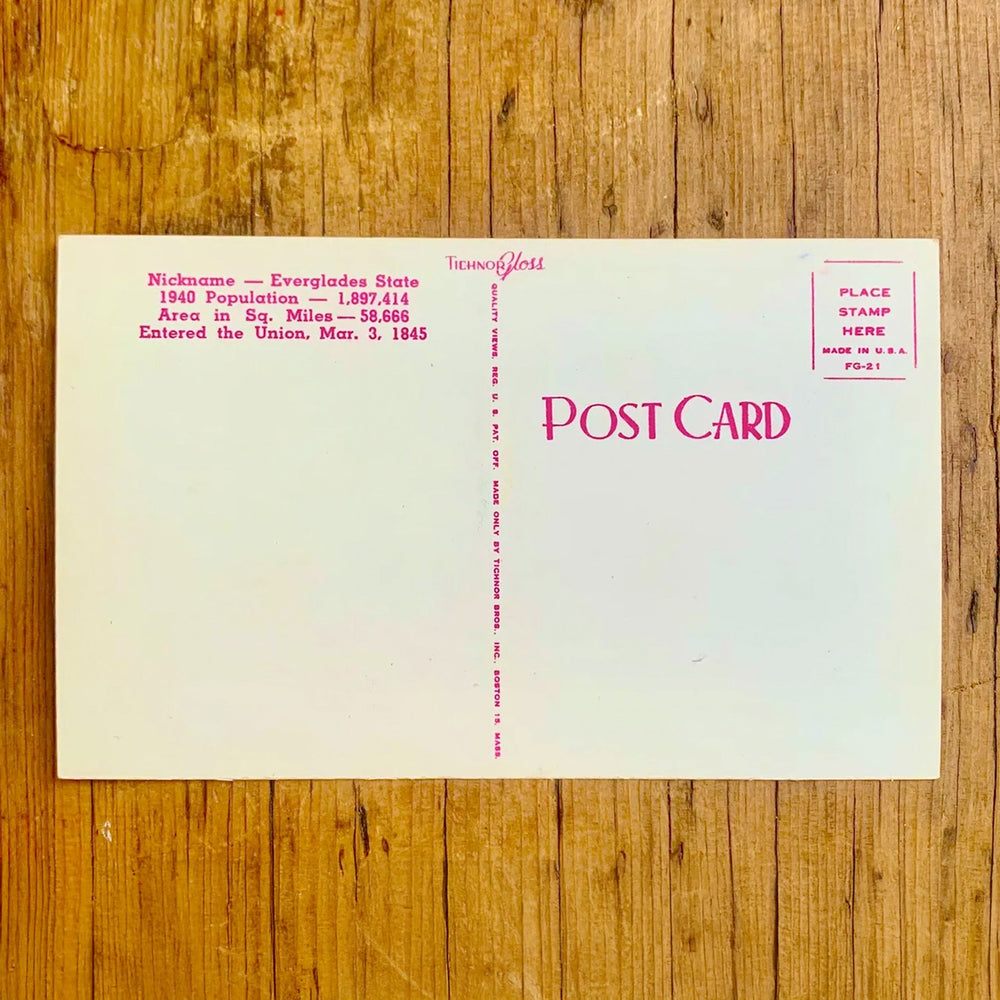 Nickname — Everglades State
1940 Population — 1,897,414
Area in Sq. Miles — 58,666
Entered the Union, Mar. 3, 1845
TICHNOR Gloss
QUALITY VIEWS, REG. U. S. PAT. OFF. MADE ONLY BY TICHNOR BROS., INC., BOSTON 15, MASS.
POST CARD
PLACE
STAMP
HERE
MADE IN U.S.A.
FG-21